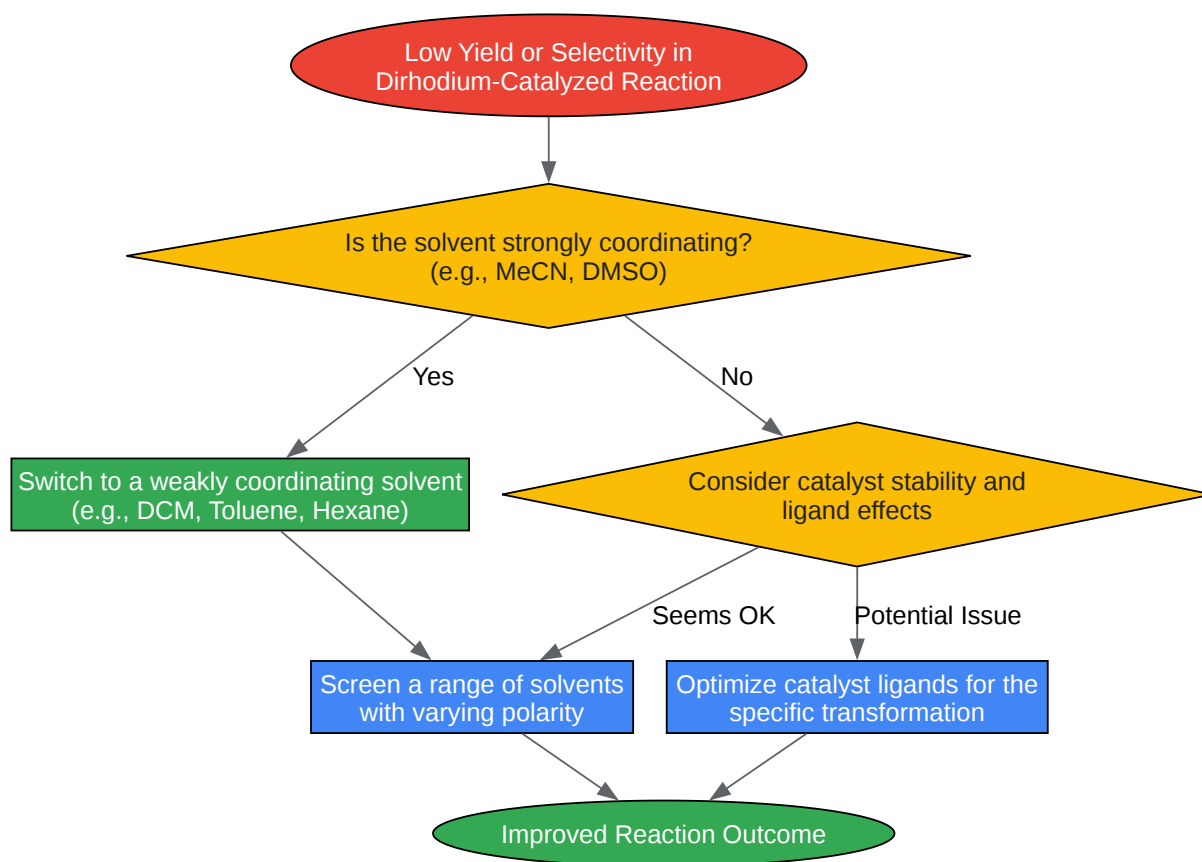 Low Yield or Selectivity in
Dirhodium-Catalyzed Reaction
Is the solvent strongly coordinating?
(e.g., MeCN, DMSO)
Yes
No
Switch to a weakly coordinating solvent
(e.g., DCM, Toluene, Hexane)
Consider catalyst stability and
ligand effects
Seems OK
Potential Issue
Screen a range of solvents
with varying polarity
Optimize catalyst ligands for the
specific transformation
Improved Reaction Outcome